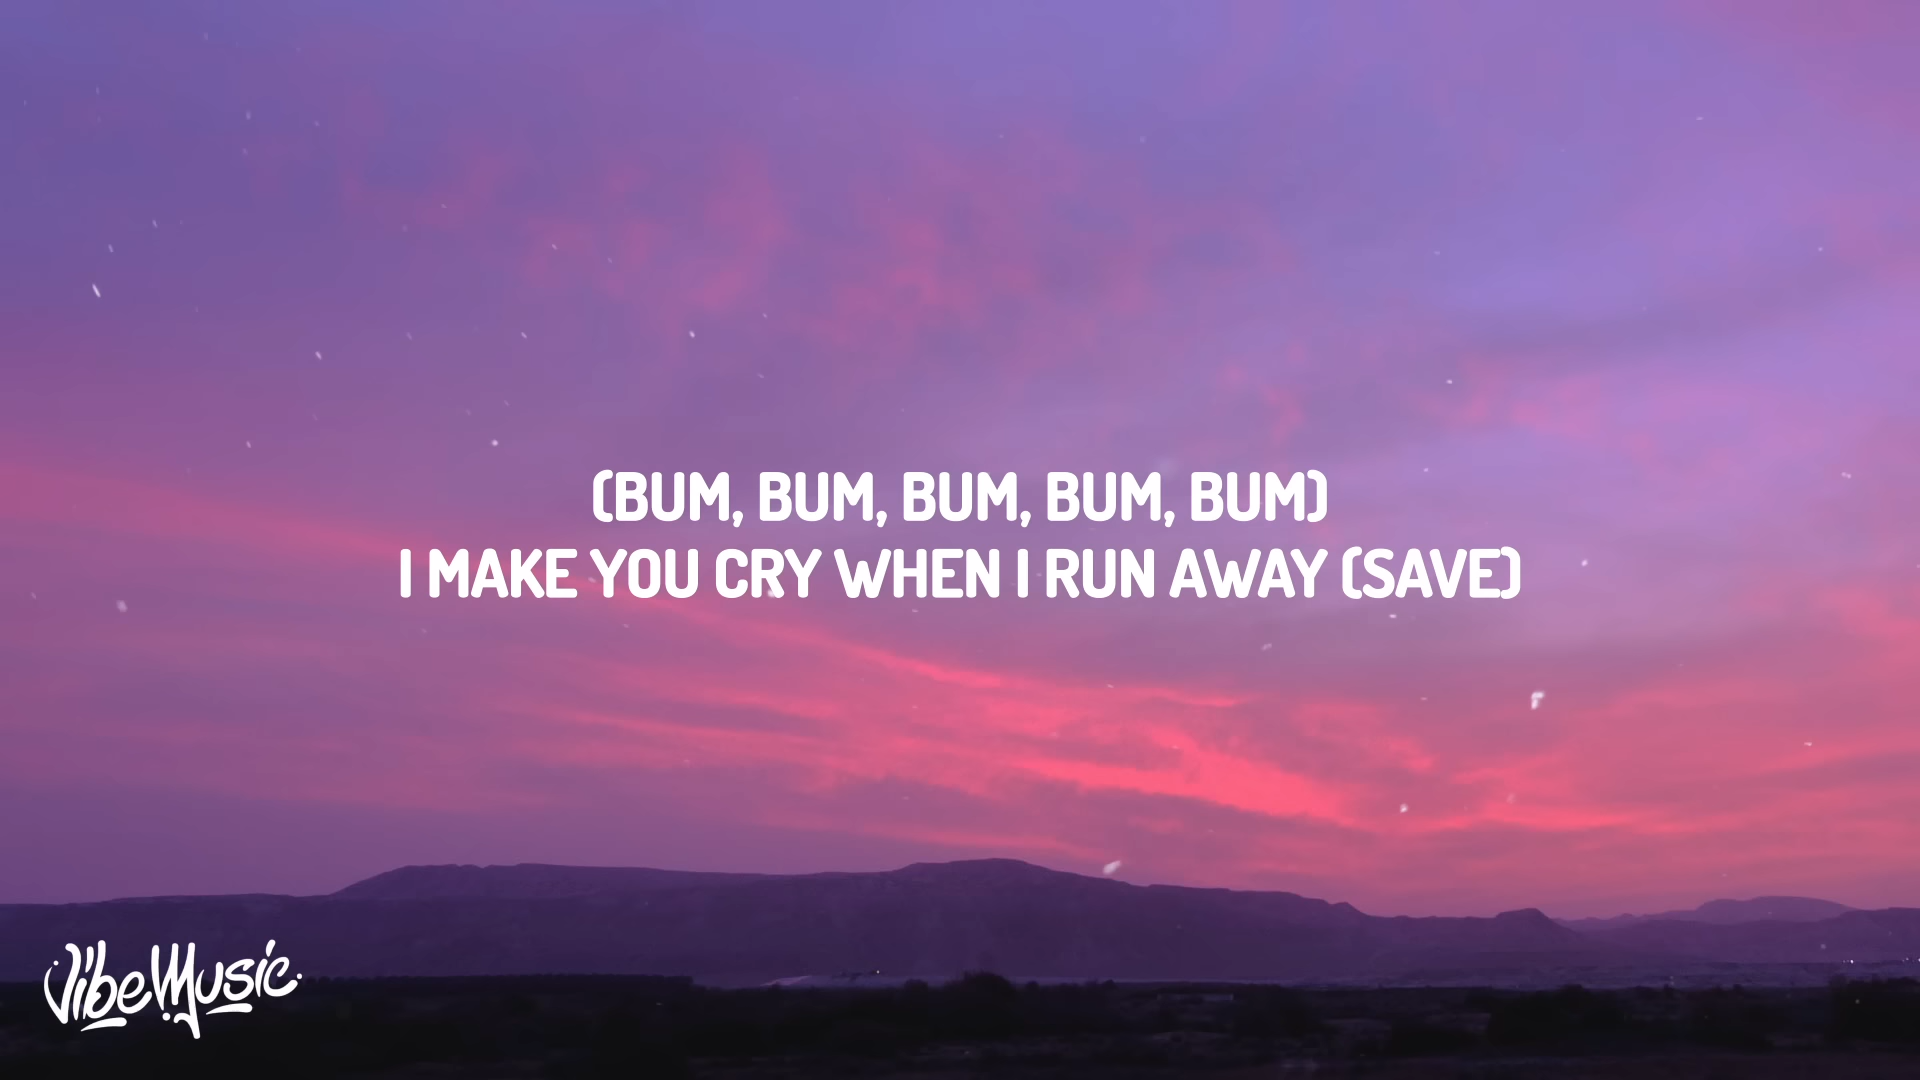 (BUM, BUM, BUM, BUM, BUM)
I MAKE YOU CRY WHEN I RUN AWAY (SAVE)
VibeMusic